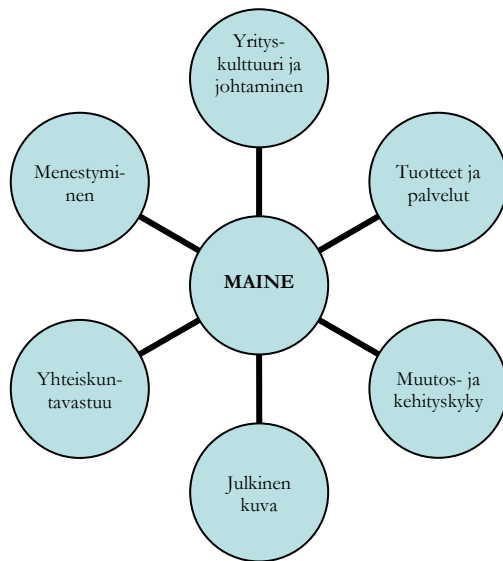 Yritys-
kulttuuri ja
johtaminen
Menestymi-
nen
Tuotteet ja
palvelut
MAINE
Yhteiskun-
tavastuu
Muutos- ja
kehityskyky
Julkinen
kuva